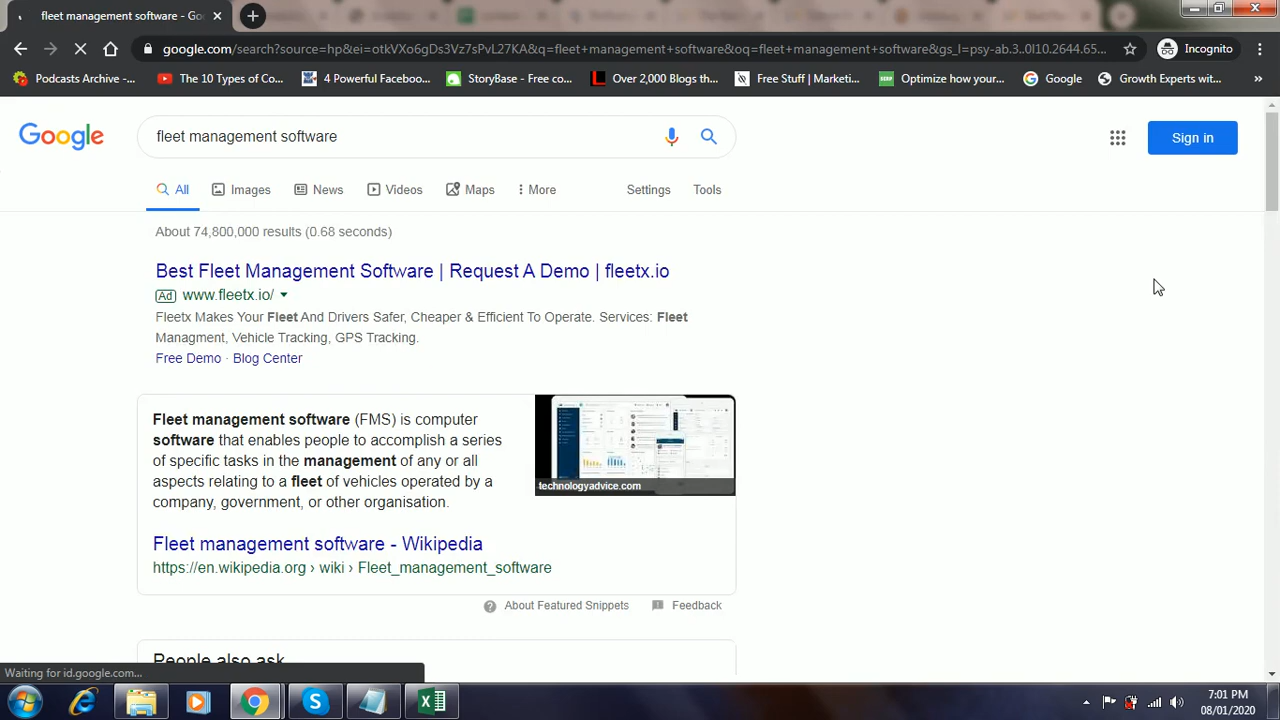 fleet management software - Goo
google.com/search?source=hp&ei=otkVXo6gDs3Vz7sPvL27KA&q=fleet+management+software&oq=fleet+management+software&gs_l=psy-ab.3..0l10.2644.65...
Incognito
Podcasts Archive -...
The 10 Types of Co...
4 Powerful Faceboo...
StoryBase - Free co...
Over 2,000 Blogs th...
Free Stuff | Marketi...
Optimize how your...
Google
Growth Experts wit...
Google
fleet management software
Sign in
All
Images
News
Videos
Maps
More
Settings
Tools
About 74,800,000 results (0.68 seconds)
Best Fleet Management Software | Request A Demo | fleetx.io
Ad www.fleetx.io/
Fleetx Makes Your Fleet And Drivers Safer, Cheaper & Efficient To Operate. Services: Fleet
Managment, Vehicle Tracking, GPS Tracking.
Free Demo · Blog Center
Fleet management software (FMS) is computer
software that enables people to accomplish a series
of specific tasks in the management of any or all
aspects relating to a fleet of vehicles operated by a
company, government, or other organisation.
technologyadvice.com
Fleet management software - Wikipedia
https://en.wikipedia.org › wiki › Fleet_management_software
About Featured Snippets
Feedback
People also ask
Waiting for id.google.com...
7:01 PM
08/01/2020